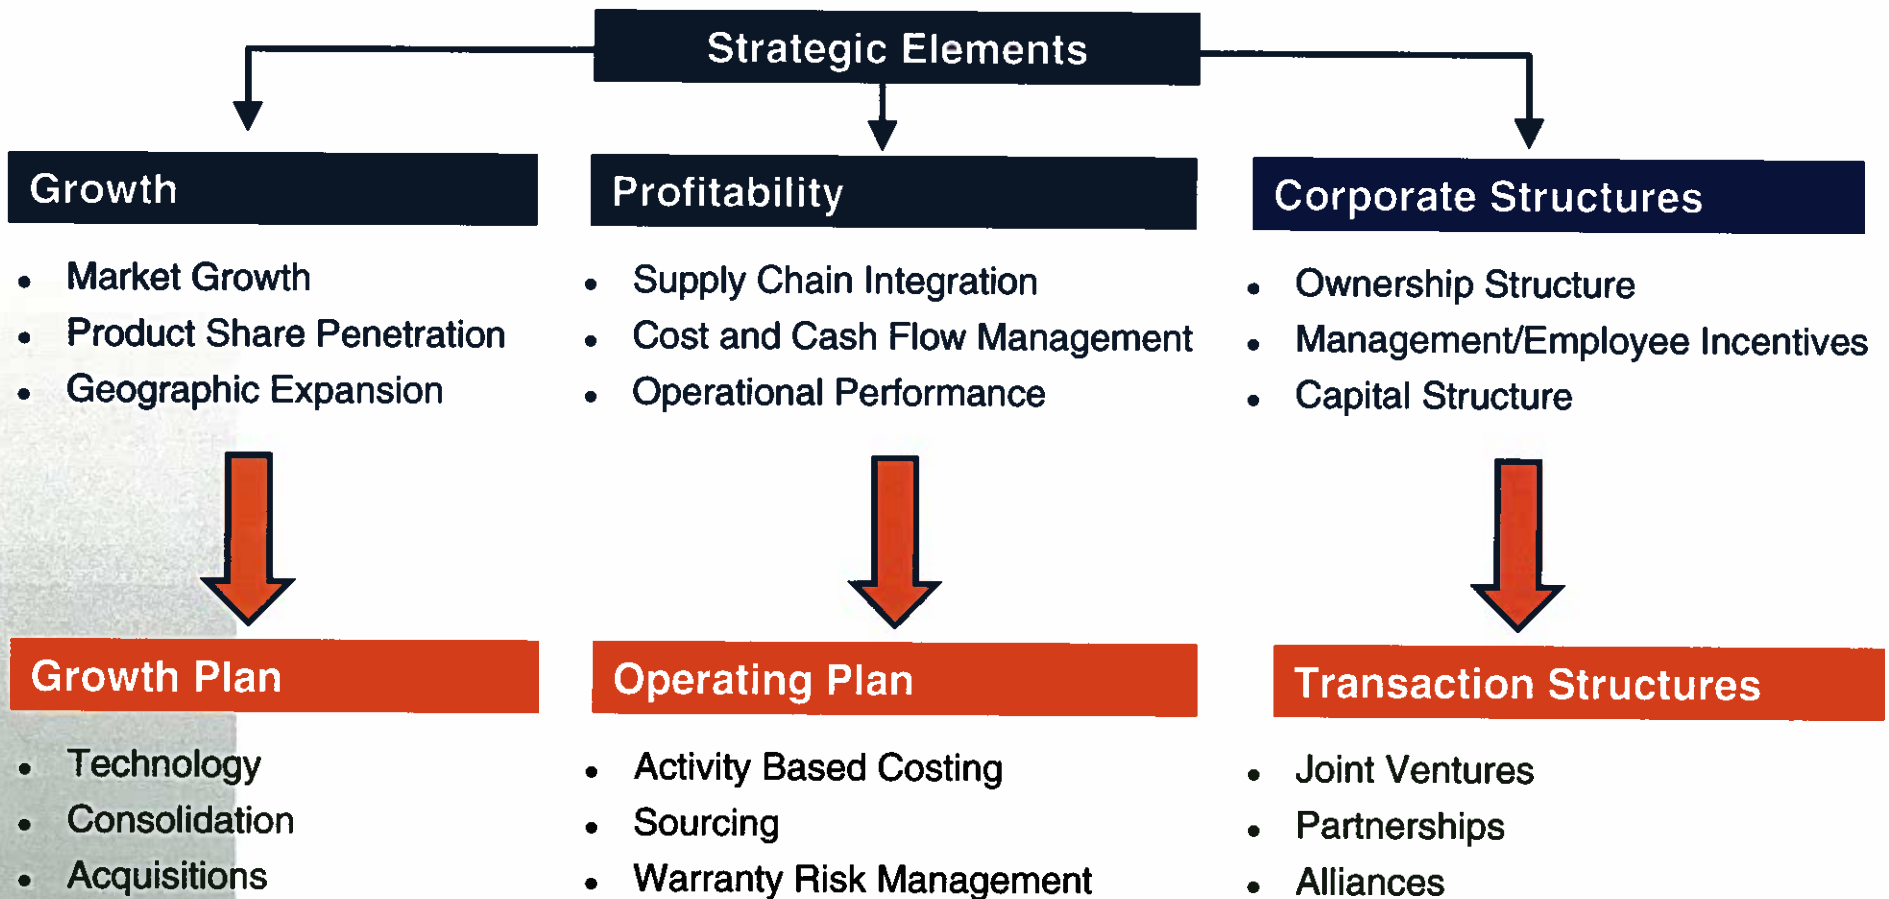 Strategic Elements
Growth
• Market Growth
• Product Share Penetration
• Geographic Expansion
Profitability
• Supply Chain Integration
• Cost and Cash Flow Management
• Operational Performance
Corporate Structures
• Ownership Structure
• Management/Employee Incentives
• Capital Structure
Growth Plan
• Technology
• Consolidation
• Acquisitions
Operating Plan
• Activity Based Costing
• Sourcing
• Warranty Risk Management
Transaction Structures
• Joint Ventures
• Partnerships
• Alliances